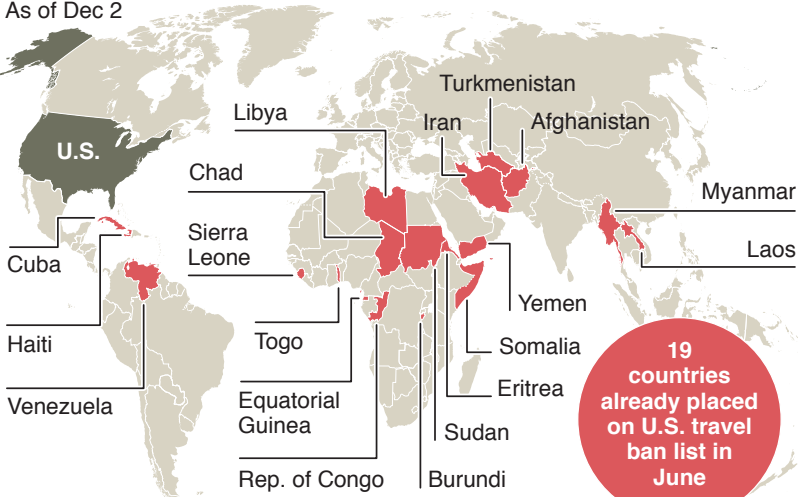 As of Dec 2
U.S.
Libya
Turkmenistan
Iran
Afghanistan
Chad
Myanmar
Sierra
Leone
Laos
Cuba
Yemen
Haiti
Togo
Somalia
19
countries
already placed
on U.S. travel
ban list in
June
Venezuela
Equatorial
Guinea
Eritrea
Sudan
Rep. of Congo
Burundi